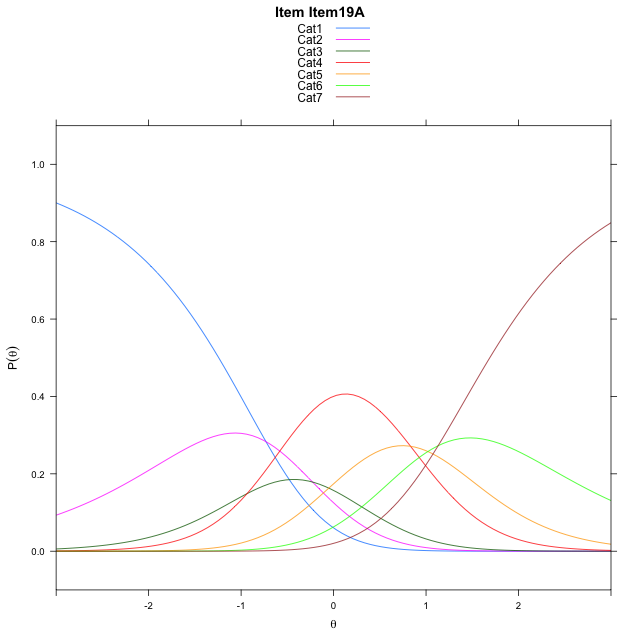 Item Item19A
Cat1
Cat2
Cat3
Cat4
Cat5
Cat6
Cat7
1.0
0.8
0.6
0.4
0.2
0.0
P(θ)
-2 -1 0 1 2
θ